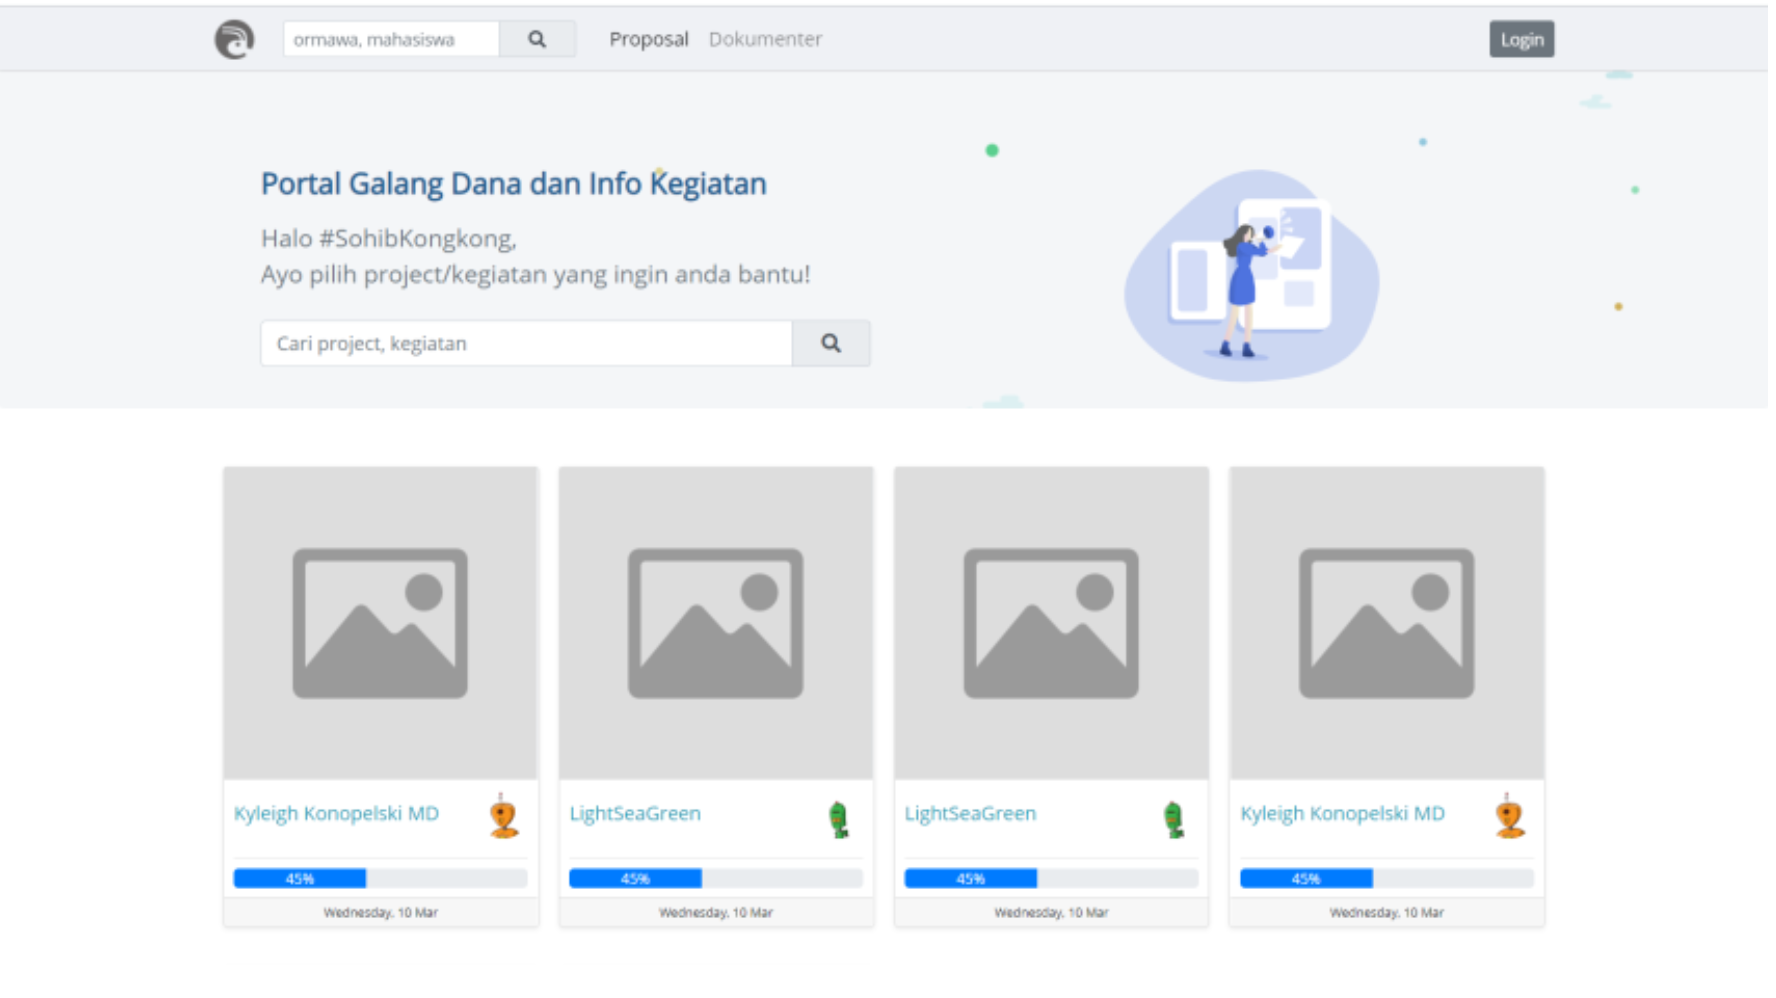 ormawa, mahasiswa
Proposal
Dokumenter
Login
Portal Galang Dana dan Info Kegiatan
Halo #SohibKongkong,
Ayo pilih project/kegiatan yang ingin anda bantu!
Cari project, kegiatan
Kyleigh Konopelski MD
45%
Wednesday, 10 Mar
LightSeaGreen
45%
Wednesday, 10 Mar
LightSeaGreen
45%
Wednesday, 10 Mar
Kyleigh Konopelski MD
45%
Wednesday, 10 Mar